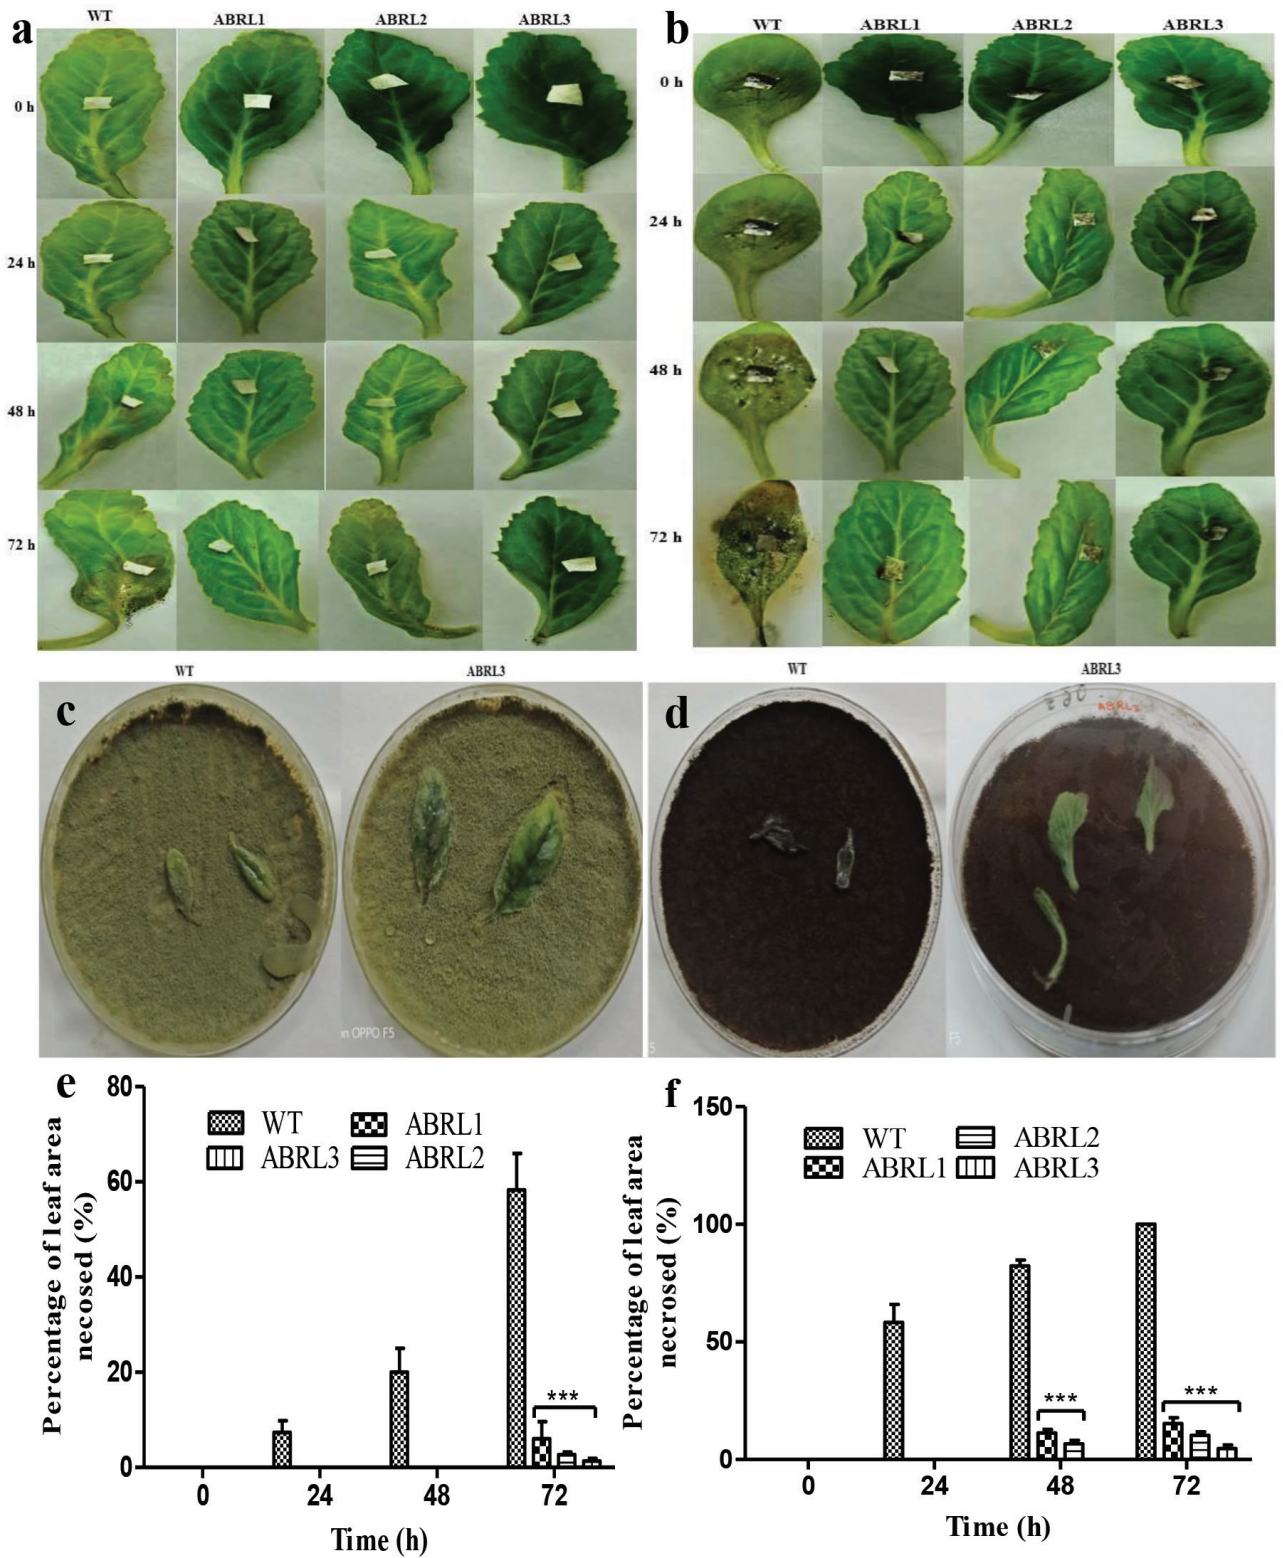 a
WT ABRL1 ABRL2 ABRL3
0 h
24 h
48 h
72 h
b
WT ABRL1 ABRL2 ABRL3
0 h
24 h
48 h
72 h
WT ABRL3
c
n OPPO F5
WT ABRL3
d
5
F5
e
Percentage of leaf area
necosed (%)
80
60
40
20
0
WT ABRL1
ABRL3 ABRL2
***
0 24 48 72
Time (h)
f
Percentage of leaf area
necrosed (%)
150
100
50
0
WT ABRL2
ABRL1 ABRL3
*** ***
0 24 48 72
Time (h)